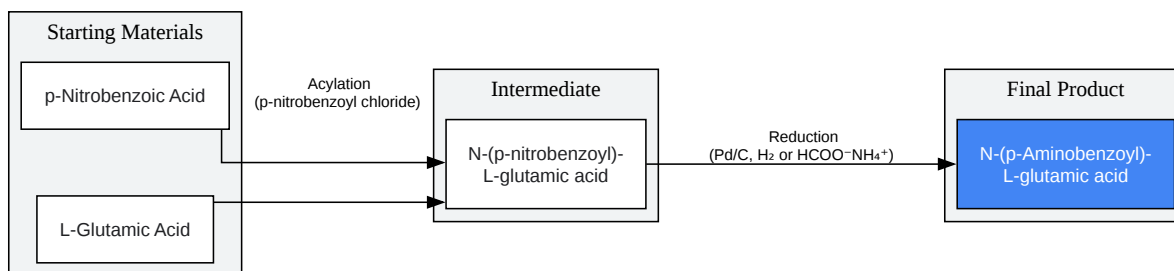 Starting Materials
p-Nitrobenzoic Acid
L-Glutamic Acid
Acylation
(p-nitrobenzoyl chloride)
Intermediate
N-(p-nitrobenzoyl)-
L-glutamic acid
Reduction
(Pd/C, H₂ or HCOO⁻NH₄⁺)
Final Product
N-(p-Aminobenzoyl)-
L-glutamic acid